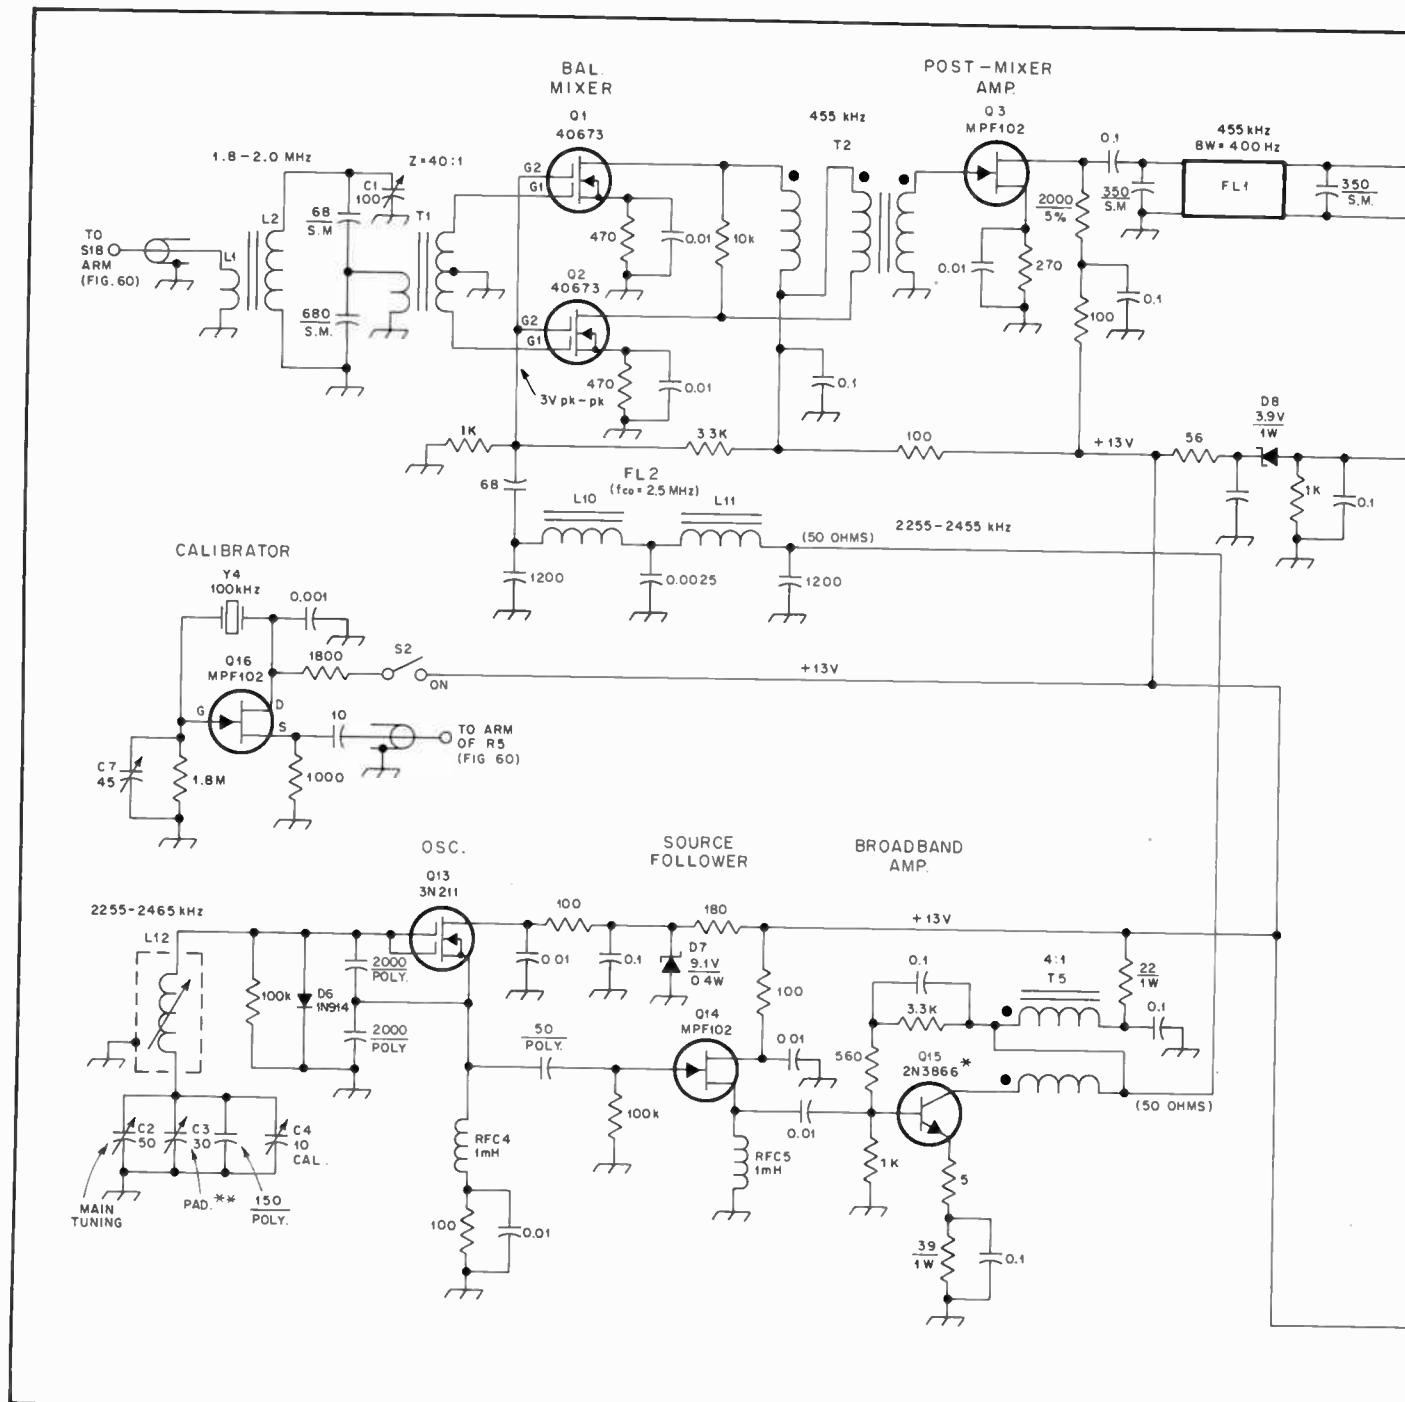 BAL.
MIXER
Q1
40673
POST-MIXER
AMP.
Q3
MPF102
455 kHz
T2
0.1
455 kHz
BW = 400 Hz
FL1
350
S.M
350
S.M.
1.8-2.0 MHz
Z=40:1
C1
100
68
S.M
L2
T1
G2
G1
TO
S1B
ARM
(FIG. 60)
L1
680
S.M.
470
0.01
10k
2000
5%
0.01
270
0.1
100
Q2
40673
G2
G1
470
0.01
0.1
3V pk-pk
1K
3.3K
100
+13V
56
D8
3.9V
1W
1K
0.1
68
FL2
(fco = 2.5 MHz)
L10
L11
(50 OHMS)
2255-2455 kHz
1200
0.0025
1200
CALIBRATOR
Y4
100kHz
0.001
Q16
MPF102
1800
S2
ON
+13V
G
D
S
10
TO ARM
OF R5
(FIG 60)
C7
45
1.8M
1000
OSC.
Q13
3N211
SOURCE
FOLLOWER
BROADBAND
AMP.
2255-2465 kHz
L12
100
180
+13V
100k
D6
1N914
2000
POLY.
2000
POLY
0.01
0.1
D7
9.1V
0.4W
100
0.1
3.3K
4:1
T5
22
1W
0.1
50
POLY.
Q14
MPF102
0.01
560
Q15
2N3866*
(50 OHMS)
100k
0.01
C2
50
C3
30
C4
10
CAL.
MAIN
TUNING
PAD. **
150
POLY.
RFC4
1mH
RFC5
1mH
1K
5
100
0.01
39
1W
0.1